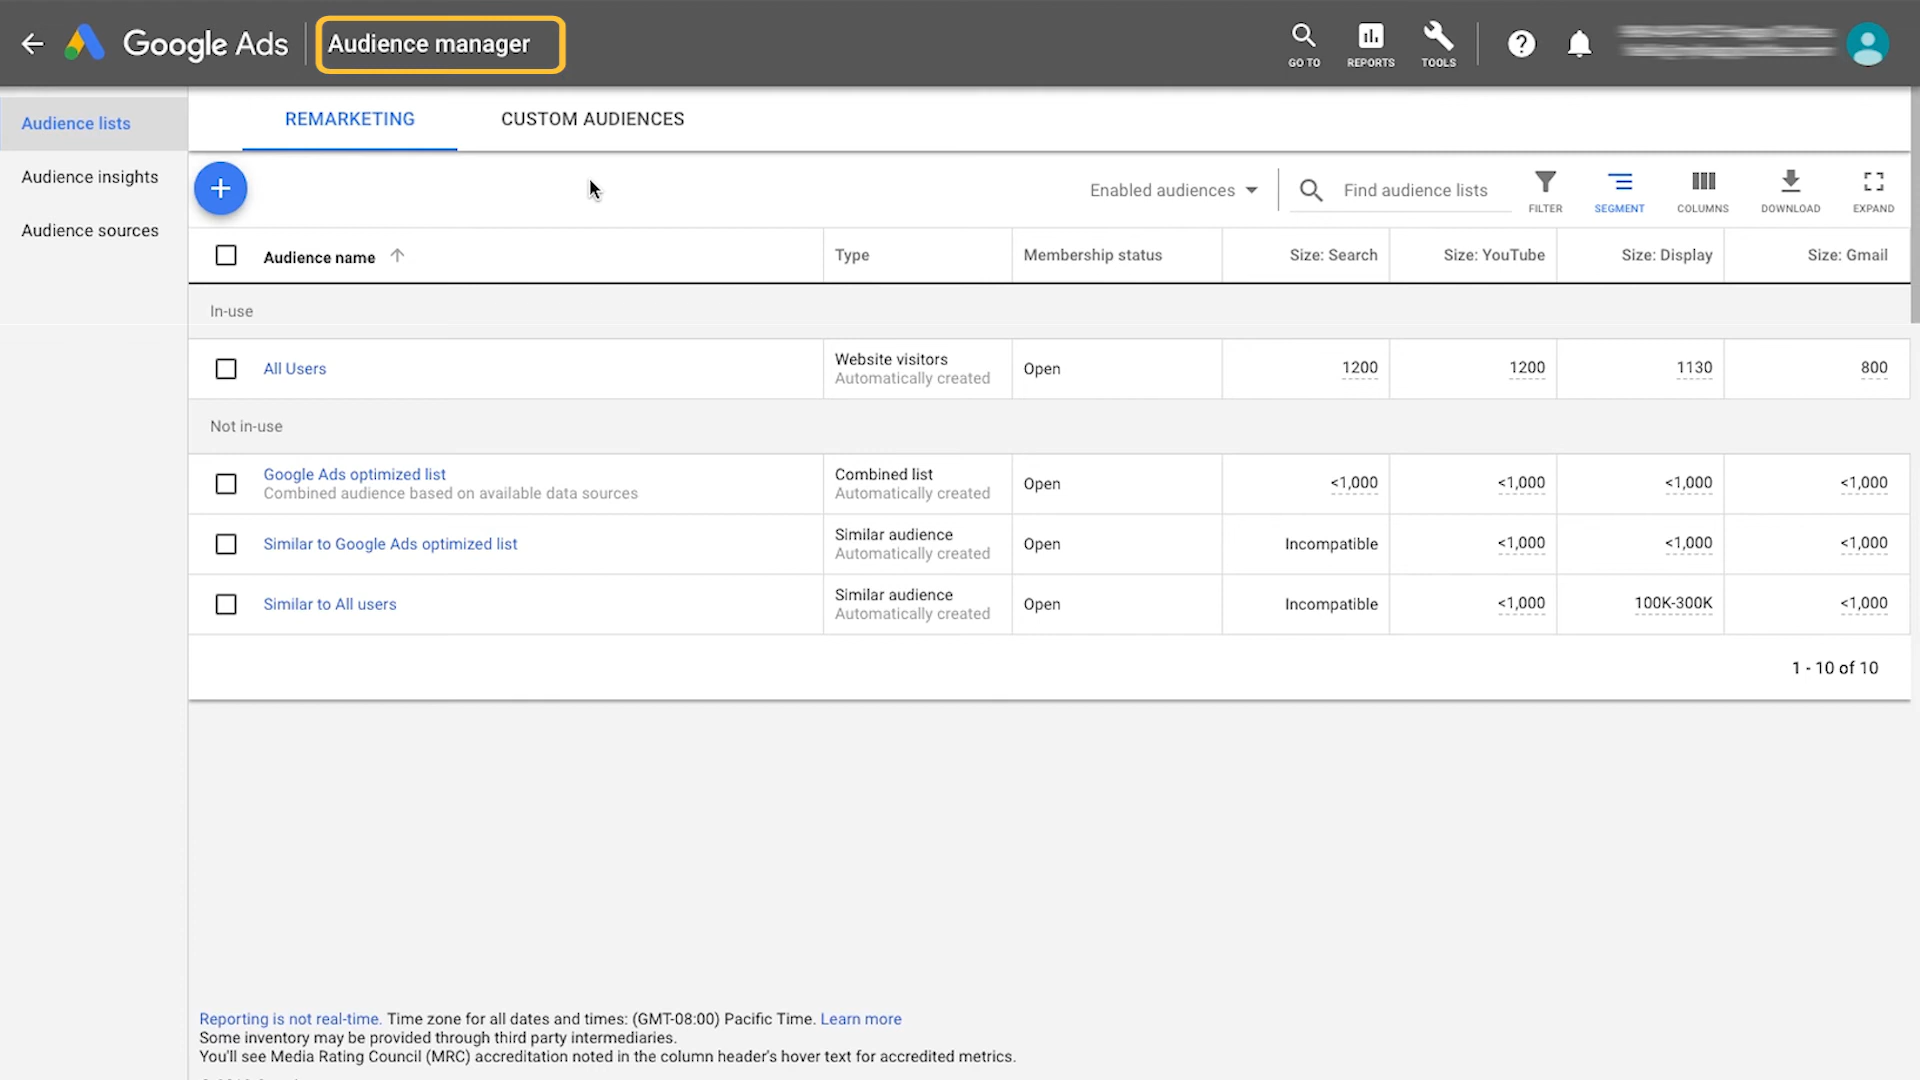 Google Ads
Audience manager
GO TO
REPORTS
TOOLS
Audience lists
Audience insights
Audience sources
REMARKETING
CUSTOM AUDIENCES
Enabled audiences
Find audience lists
FILTER
SEGMENT
COLUMNS
DOWNLOAD
EXPAND
Audience name Type Membership status Size: Search Size: YouTube Size: Display Size: Gmail
In-use
All Users Website visitors Open 1200 1200 1130 800
Automatically created
Not in-use
Google Ads optimized list Combined list Open <1,000 <1,000 <1,000 <1,000
Combined audience based on available data sources Automatically created
Similar to Google Ads optimized list Similar audience Open Incompatible <1,000 <1,000 <1,000
Automatically created
Similar to All users Similar audience Open Incompatible <1,000 100K-300K <1,000
Automatically created
1 - 10 of 10
Reporting is not real-time. Time zone for all dates and times: (GMT-08:00) Pacific Time. Learn more
Some inventory may be provided through third party intermediaries.
You'll see Media Rating Council (MRC) accreditation noted in the column header's hover text for accredited metrics.